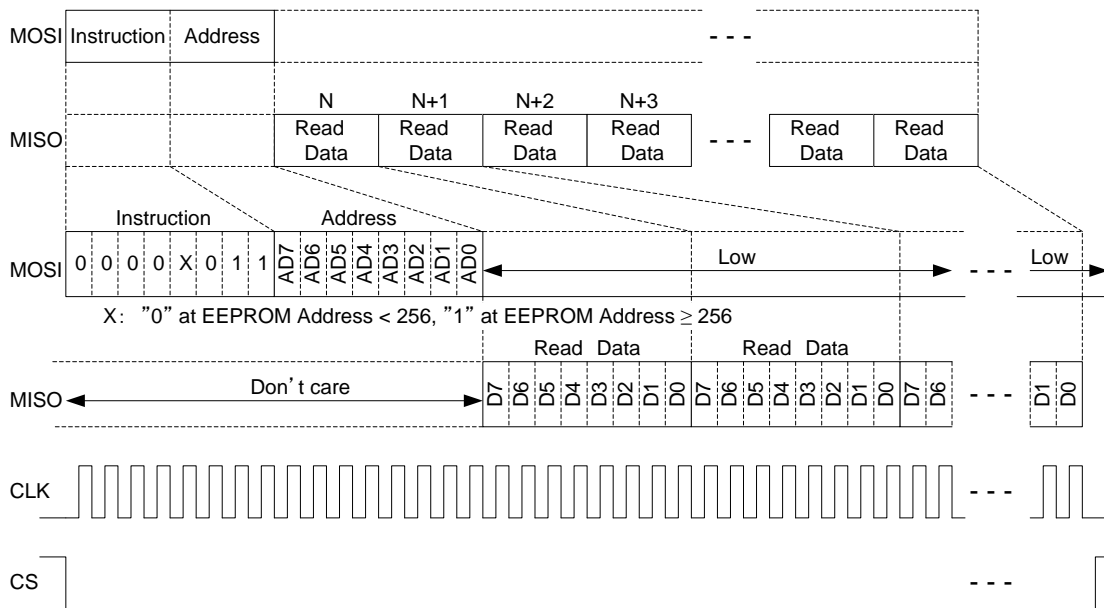 MOSI Instruction Address - - -
N N+1 N+2 N+3
MISO Read Data Read Data Read Data Read Data - - - Read Data Read Data
Instruction Address
MOSI 0 0 0 0 X 0 1 1 AD7 AD6 AD5 AD4 AD3 AD2 AD1 AD0 Low - - - Low
X: "0" at EEPROM Address < 256, "1" at EEPROM Address ≥ 256
Read Data Read Data
MISO Don't care D7 D6 D5 D4 D3 D2 D1 D0 D7 D6 D5 D4 D3 D2 D1 D0 D7 D6 - - - D1 D0
CLK - - -
CS - - -